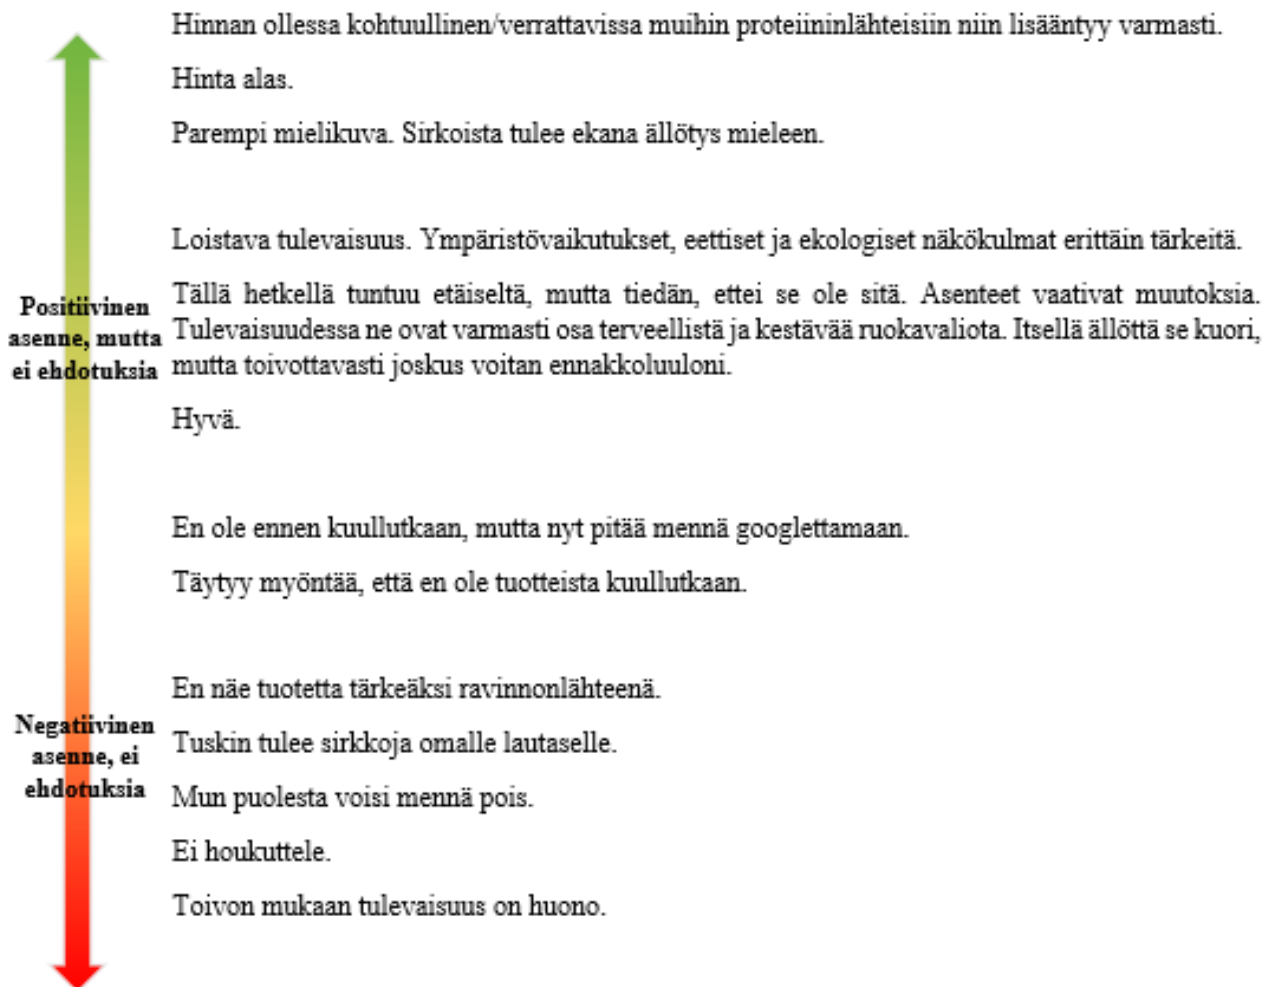 Hinnan ollessa kohtuullinen/verrattavissa muihin proteiininlähteisiin niin lisääntyy varmasti.
Hinta alas.
Parempi mielikuva. Sirkoista tulee ekana ällötys mieleen.
Loistava tulevaisuus. Ympäristövaikutukset, eettiset ja ekologiset näkökulmat erittäin tärkeitä.
Positiivinen
asenne, mutta
ei ehdotuksia
Tällä hetkellä tuntuu etäiseltä, mutta tiedän, ettei se ole sitä. Asenteet vaativat muutoksia.
Tulevaisuudessa ne ovat varmasti osa terveellistä ja kestävää ruokavaliota. Itsellä ällöttä se kuori,
mutta toivottavasti joskus voitan ennakkoluuloni.
Hyvä.
En ole ennen kuullutkaan, mutta nyt pitää mennä googlettamaan.
Täytyy myöntää, että en ole tuotteista kuullutkaan.
En näe tuotetta tärkeäksi ravinnonlähteenä.
Negatiivinen
asenne, ei
ehdotuksia
Tuskin tulee sirkkoja omalle lautaselle.
Mun puolesta voisi mennä pois.
Ei houkuttele.
Toivon mukaan tulevaisuus on huono.